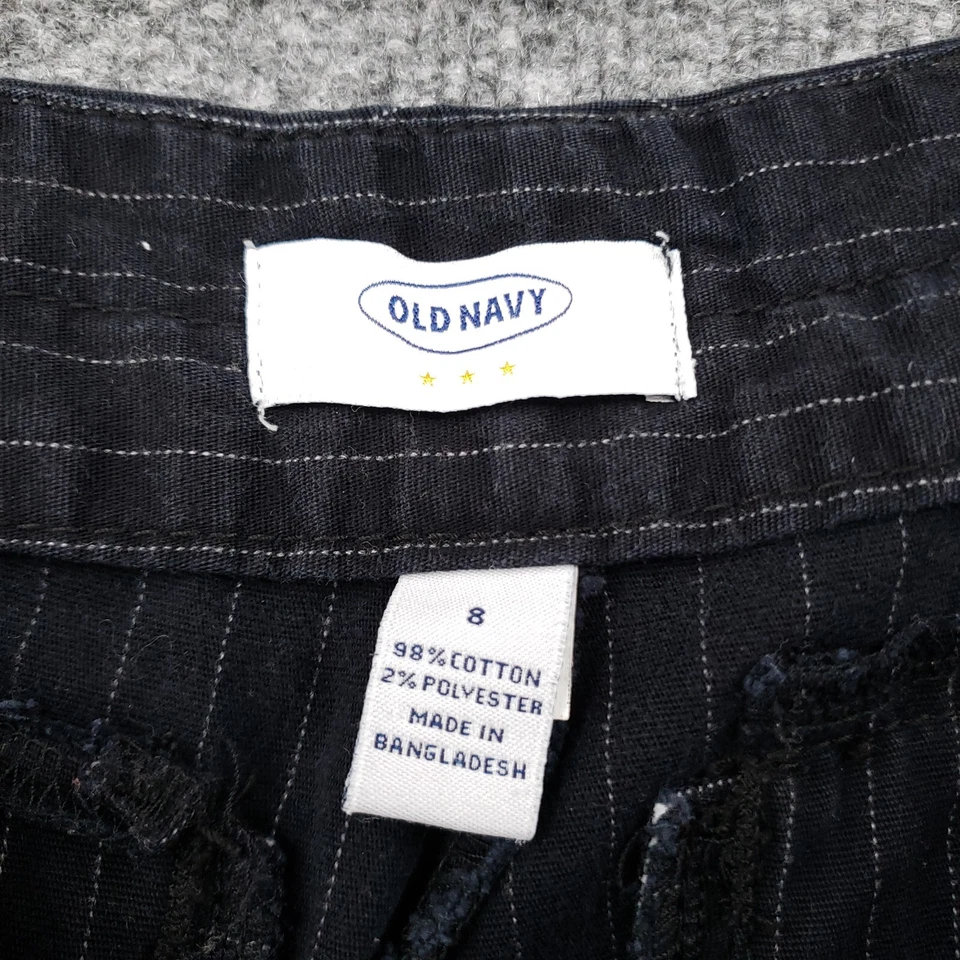 OLD NAVY
8
98% COTTON
2% POLYESTER
MADE IN
BANGLADESH